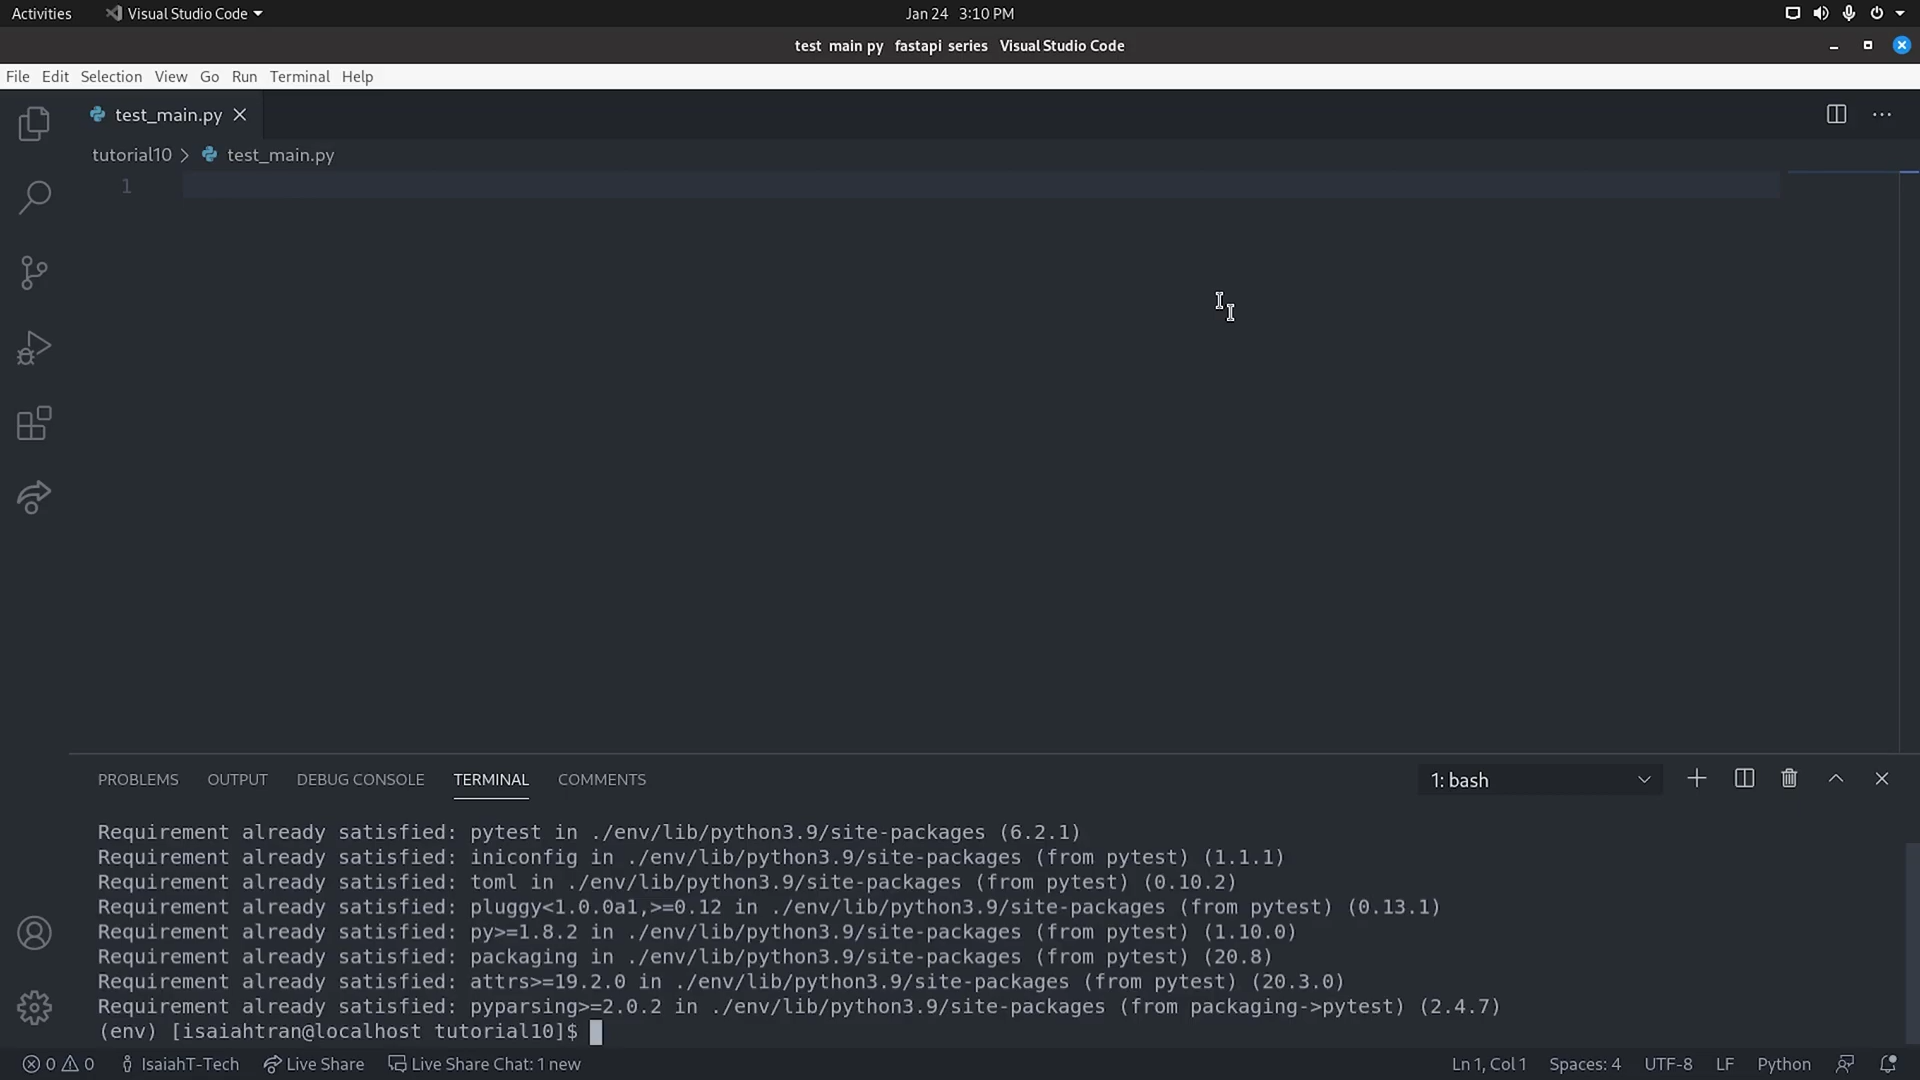 Activities Visual Studio Code Jan 24 3:10 PM
test main py fastapi series Visual Studio Code
File Edit Selection View Go Run Terminal Help
test_main.py
tutorial10 > test_main.py
1
PROBLEMS OUTPUT DEBUG CONSOLE TERMINAL COMMENTS 1: bash
Requirement already satisfied: pytest in ./env/lib/python3.9/site-packages (6.2.1)
Requirement already satisfied: iniconfig in ./env/lib/python3.9/site-packages (from pytest) (1.1.1)
Requirement already satisfied: toml in ./env/lib/python3.9/site-packages (from pytest) (0.10.2)
Requirement already satisfied: pluggy<1.0.0a1,>=0.12 in ./env/lib/python3.9/site-packages (from pytest) (0.13.1)
Requirement already satisfied: py>=1.8.2 in ./env/lib/python3.9/site-packages (from pytest) (1.10.0)
Requirement already satisfied: packaging in ./env/lib/python3.9/site-packages (from pytest) (20.8)
Requirement already satisfied: attrs>=19.2.0 in ./env/lib/python3.9/site-packages (from pytest) (20.3.0)
Requirement already satisfied: pyparsing>=2.0.2 in ./env/lib/python3.9/site-packages (from packaging->pytest) (2.4.7)
(env) [isaiahtran@localhost tutorial10]$
0 0 IsaiahT-Tech Live Share Live Share Chat: 1 new Ln 1, Col 1 Spaces: 4 UTF-8 LF Python